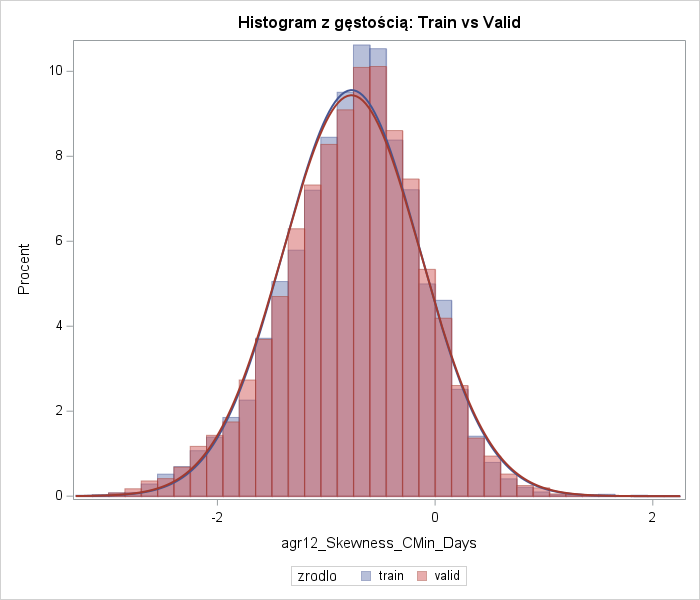 Histogram z gęstością: Train vs Valid
10
8
6
4
2
0
Procent
-2
0
2
agr12_Skewness_CMin_Days
zrodlo train valid